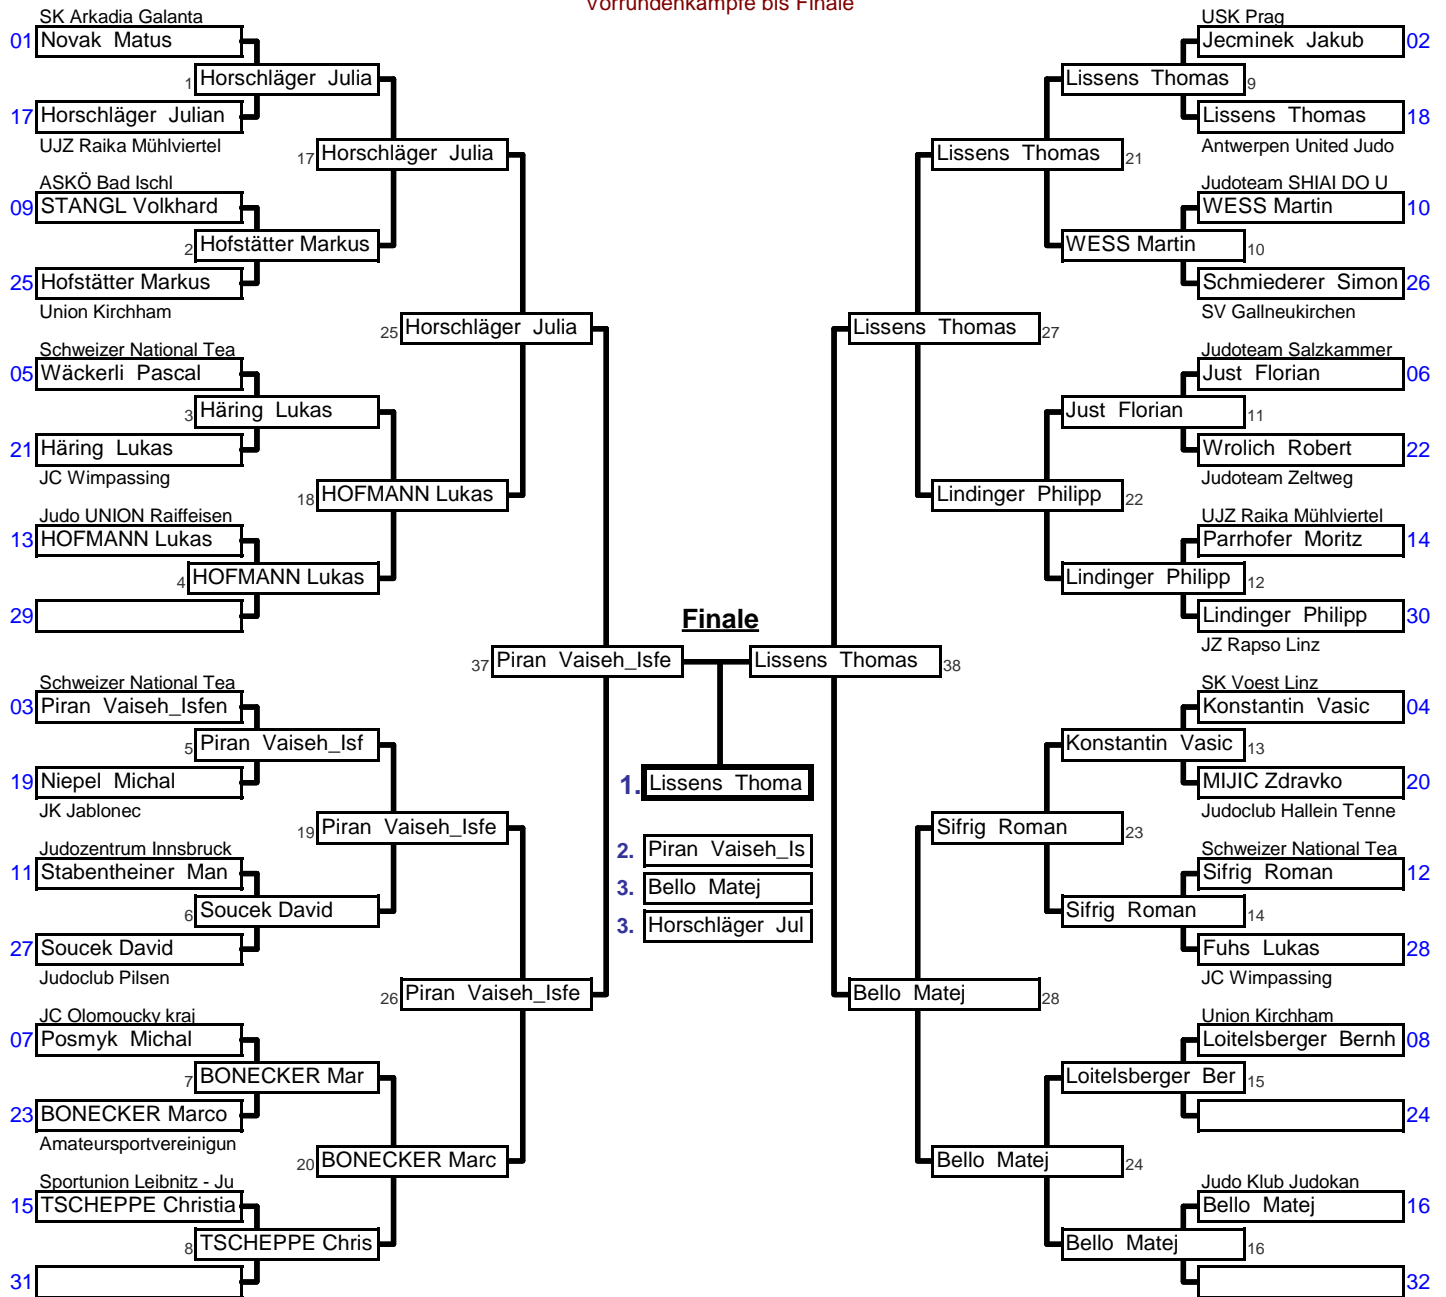 Vorrundenkämpfe bis Finale
SK Arkadia Galanta
01 Novak Matus
1 Horschläger Julia
17 Horschläger Julian
UJZ Raika Mühlviertel
17 Horschläger Julia
ASKÖ Bad Ischl
09 STANGL Volkhard
2 Hofstätter Markus
25 Hofstätter Markus
Union Kirchham
25 Horschläger Julia
Schweizer National Tea
05 Wäckerli Pascal
3 Häring Lukas
21 Häring Lukas
JC Wimpassing
18 HOFMANN Lukas
Judo UNION Raiffeisen
13 HOFMANN Lukas
4 HOFMANN Lukas
29
37 Piran Vaiseh_Isfe
Schweizer National Tea
03 Piran Vaiseh_Isfen
5 Piran Vaiseh_Isf
19 Niepel Michal
JK Jablonec
19 Piran Vaiseh_Isfe
Judozentrum Innsbruck
11 Stabentheiner Man
6 Soucek David
27 Soucek David
Judoclub Pilsen
26 Piran Vaiseh_Isfe
JC Olomoucky kraj
07 Posmyk Michal
7 BONECKER Mar
23 BONECKER Marco
Amateursportvereinigun
20 BONECKER Marc
Sportunion Leibnitz - Ju
15 TSCHEPPE Christia
8 TSCHEPPE Chris
31
Finale
1. Lissens Thoma
2. Piran Vaiseh_Is
3. Bello Matej
3. Horschläger Jul
USK Prag
Jecminek Jakub 02
Lissens Thomas 9
Lissens Thomas 18
Antwerpen United Judo
Lissens Thomas 21
Judoteam SHIAI DO U
WESS Martin 10
WESS Martin 10
Schmiederer Simon 26
SV Gallneukirchen
Lissens Thomas 27
Judoteam Salzkammer
Just Florian 06
Just Florian 11
Wrolich Robert 22
Judoteam Zeltweg
Lindinger Philipp 22
UJZ Raika Mühlviertel
Parrhofer Moritz 14
Lindinger Philipp 12
Lindinger Philipp 30
JZ Rapso Linz
Lissens Thomas 38
SK Voest Linz
Konstantin Vasic 04
Konstantin Vasic 13
MIJIC Zdravko 20
Judoclub Hallein Tenne
Sifrig Roman 23
Schweizer National Tea
Sifrig Roman 12
Sifrig Roman 14
Fuhs Lukas 28
JC Wimpassing
Bello Matej 28
Union Kirchham
Loitelsberger Bernh 08
Loitelsberger Ber 15
24
Bello Matej 24
Judo Klub Judokan
Bello Matej 16
Bello Matej 16
32